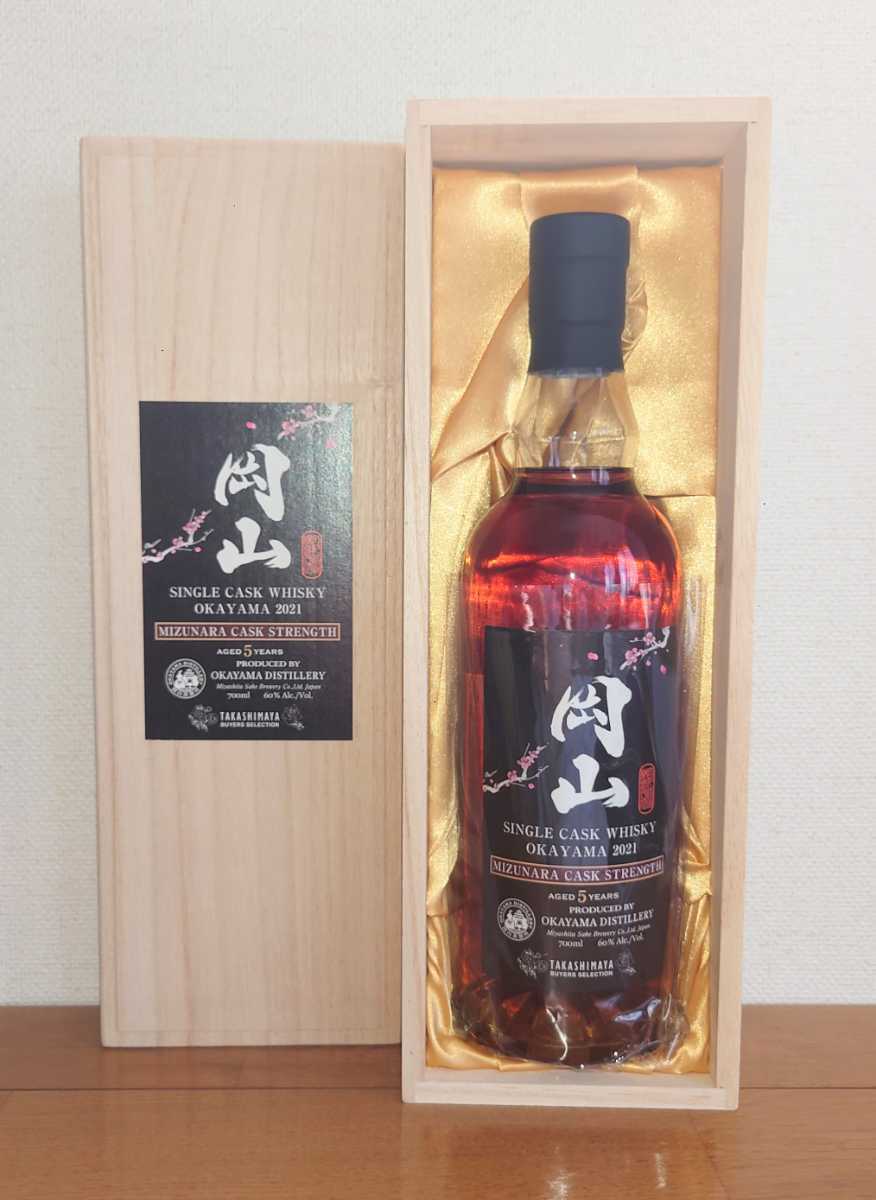 岡山
SINGLE CASK WHISKY
OKAYAMA 2021
MIZUNARA CASK STRENGTH
AGED 5 YEARS
PRODUCED BY
OKAYAMA DISTILLERY
Miyashita Sake Brewery Co.,Ltd. Japan
700ml 60% Alc./Vol.
TAKASHIMAYA
BUYERS SELECTION
岡山
SINGLE CASK WHISKY
OKAYAMA 2021
MIZUNARA CASK STRENGTH
AGED 5 YEARS
PRODUCED BY
OKAYAMA DISTILLERY
Miyashita Sake Brewery Co.,Ltd. Japan
700ml 60% Alc./Vol.
TAKASHIMAYA
BUYERS SELECTION